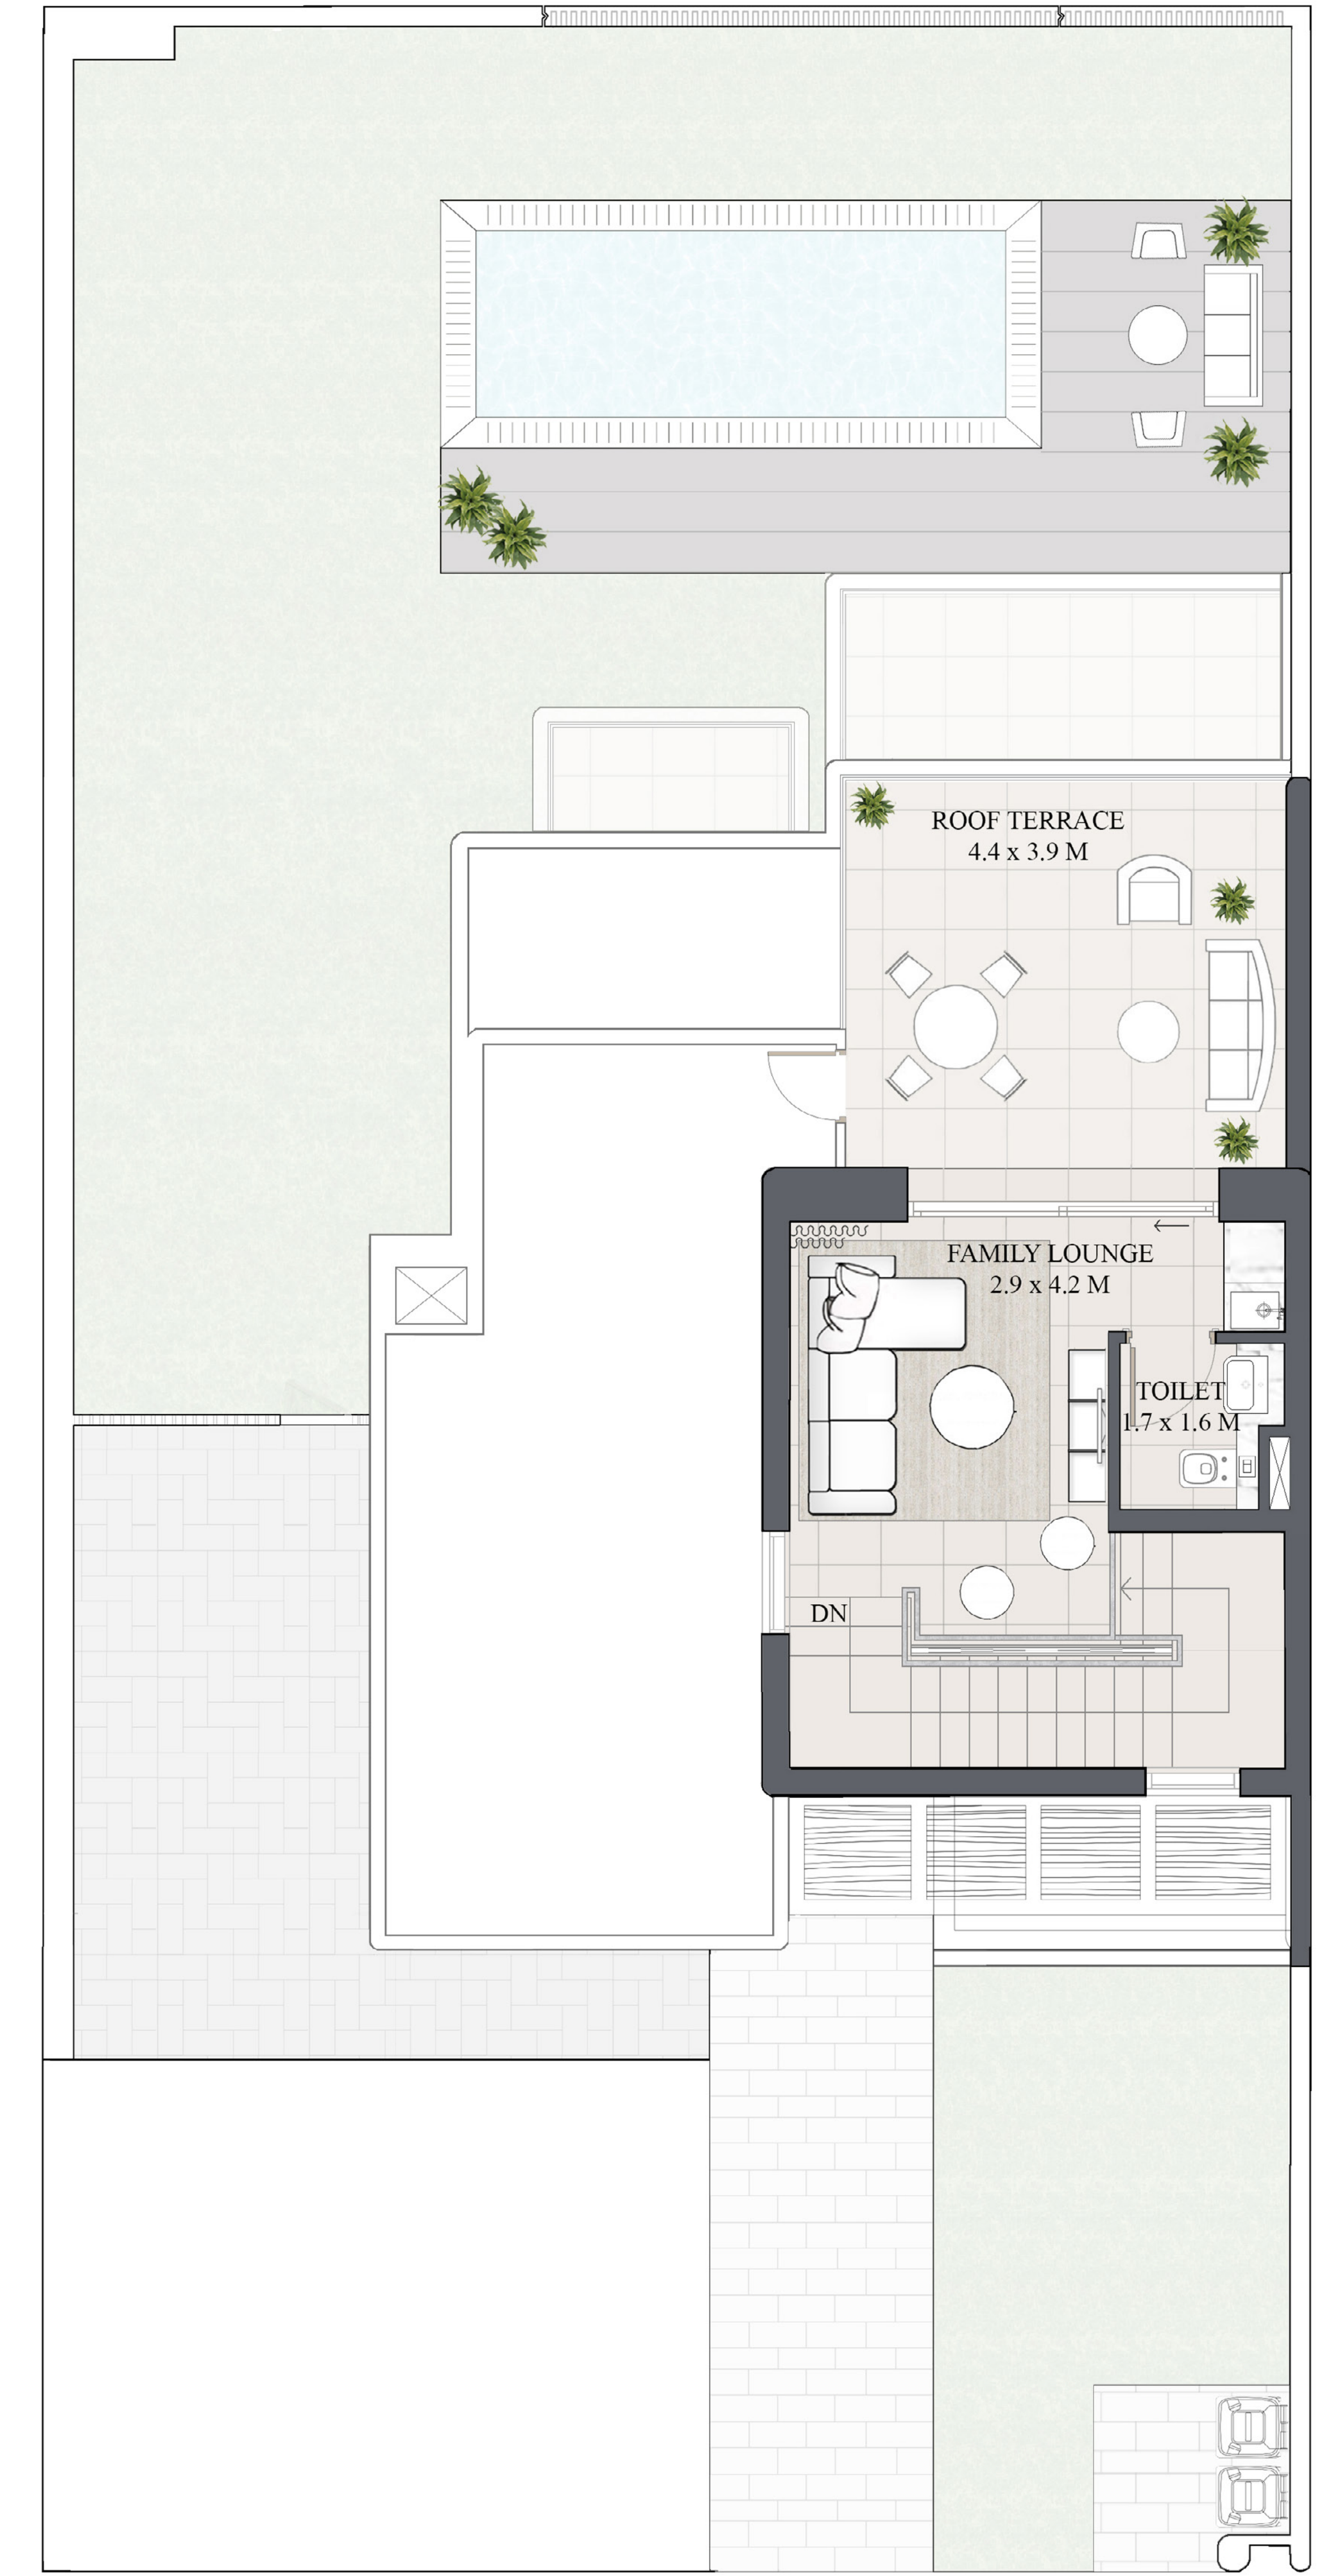 ROOF TERRACE
4.4 x 3.9 M
FAMILY LOUNGE
2.9 x 4.2 M
TOILET
1.7 x 1.6 M
DN